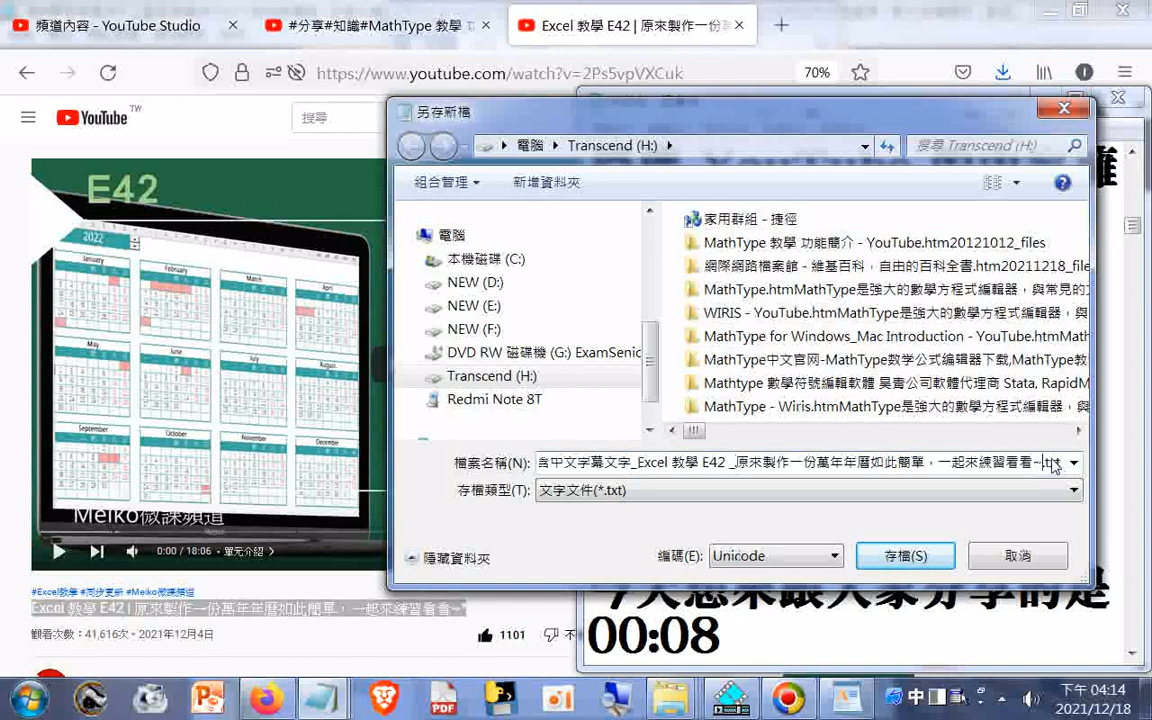 頻道內容 - YouTube Studio
#分享#知識#MathType 教學
Excel 教學 E42 | 原來製作一份萬
https://www.youtube.com/watch?v=2Ps5vpVXCuk
70%
YouTube TW
搜尋
另存新檔
電腦 Transcend (H:)
搜尋 Transcend (H:)
組合管理 新增資料夾
電腦
本機磁碟 (C:)
NEW (D:)
NEW (E:)
NEW (F:)
DVD RW 磁碟機 (G:) ExamSenic
Transcend (H:)
Redmi Note 8T
家用群組 - 捷徑
MathType 教學 功能簡介 - YouTube.htm20121012_files
網際網路檔案館 - 維基百科，自由的百科全書.htm20211218_file
MathType.htmMathType是強大的數學方程式編輯器，與常見的文
WIRIS - YouTube.htmMathType是強大的數學方程式編輯器，與
MathType for Windows_Mac Introduction - YouTube.htmMath
MathType中文官网-MathType数学公式编辑器下载,MathType教
Mathtype 數學符號編輯軟體 昊青公司軟體代理商 Stata, RapidM
MathType - Wiris.htmMathType是強大的數學方程式編輯器，與
檔案名稱(N): 含中文字幕文字_Excel 教學 E42 _原來製作一份萬年年曆如此簡單，一起來練習看看~.txt
存檔類型(T): 文字文件(*.txt)
隱藏資料夾
編碼(E): Unicode
存檔(S)
取消
E42
2022
January
February
March
April
May
June
July
August
September
October
November
December
Meiko微課頻道
0:00 / 18:06 • 單元介紹
#Excel教學 #同步更新 #Meiko微課頻道
Excel 教學 E42 | 原來製作一份萬年年曆如此簡單，一起來練習看看~
觀看次數：41,616次 • 2021年12月4日
1101
不
今天想來跟大家分享的是
00:08
中
下午 04:14
2021/12/18